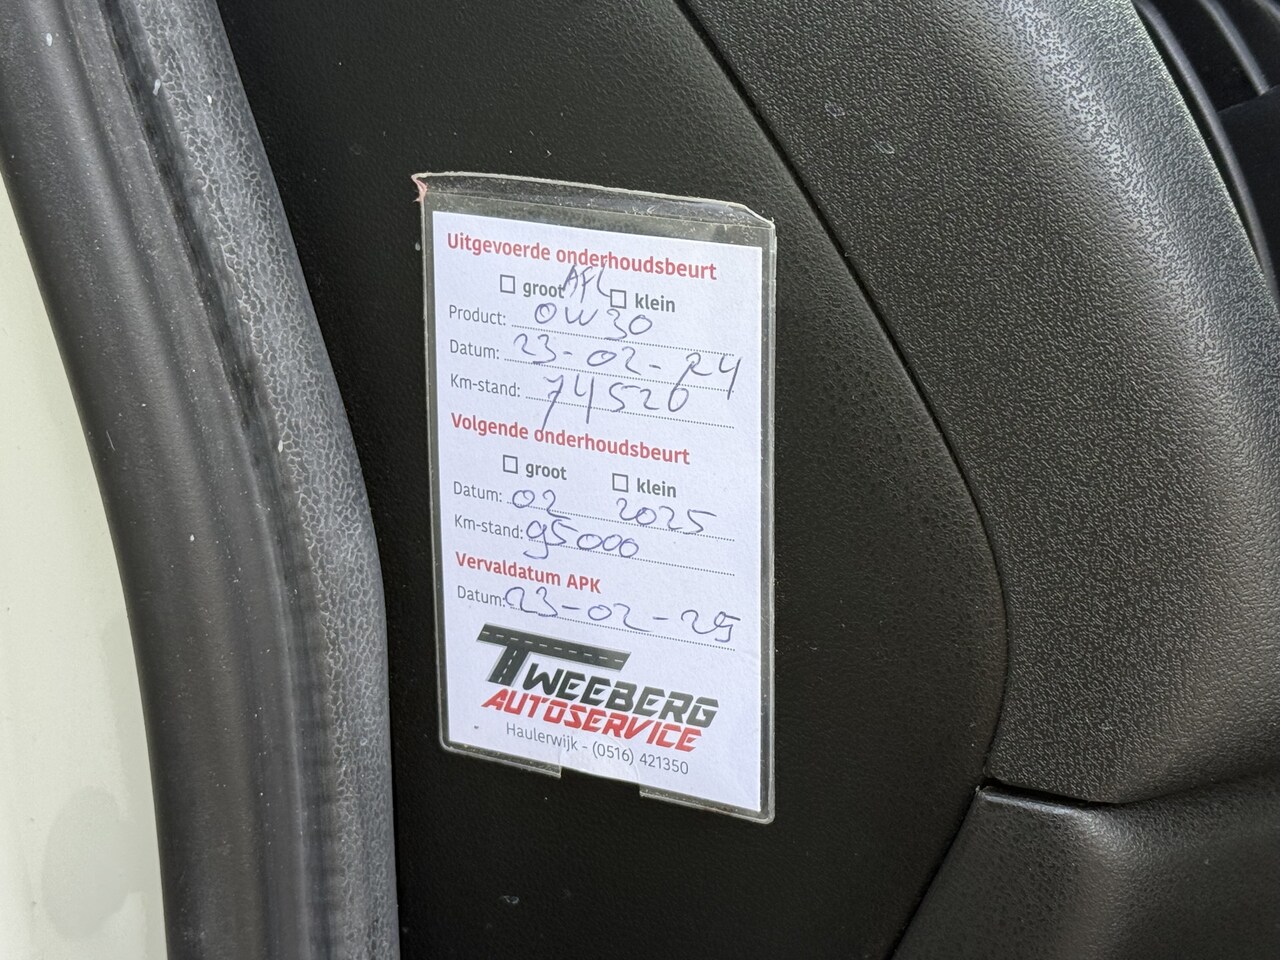 Uitgevoerde onderhoudsbeurt
☐ groot AFL ☐ klein
Product: 0W30
Datum: 23-02-24
Km-stand: 74520
Volgende onderhoudsbeurt
☐ groot ☐ klein
Datum: 02 2025
Km-stand: 95000
Vervaldatum APK
Datum: 23-02-25
TWEEBERG
AUTOSERVICE
Haulerwijk - (0516) 421350